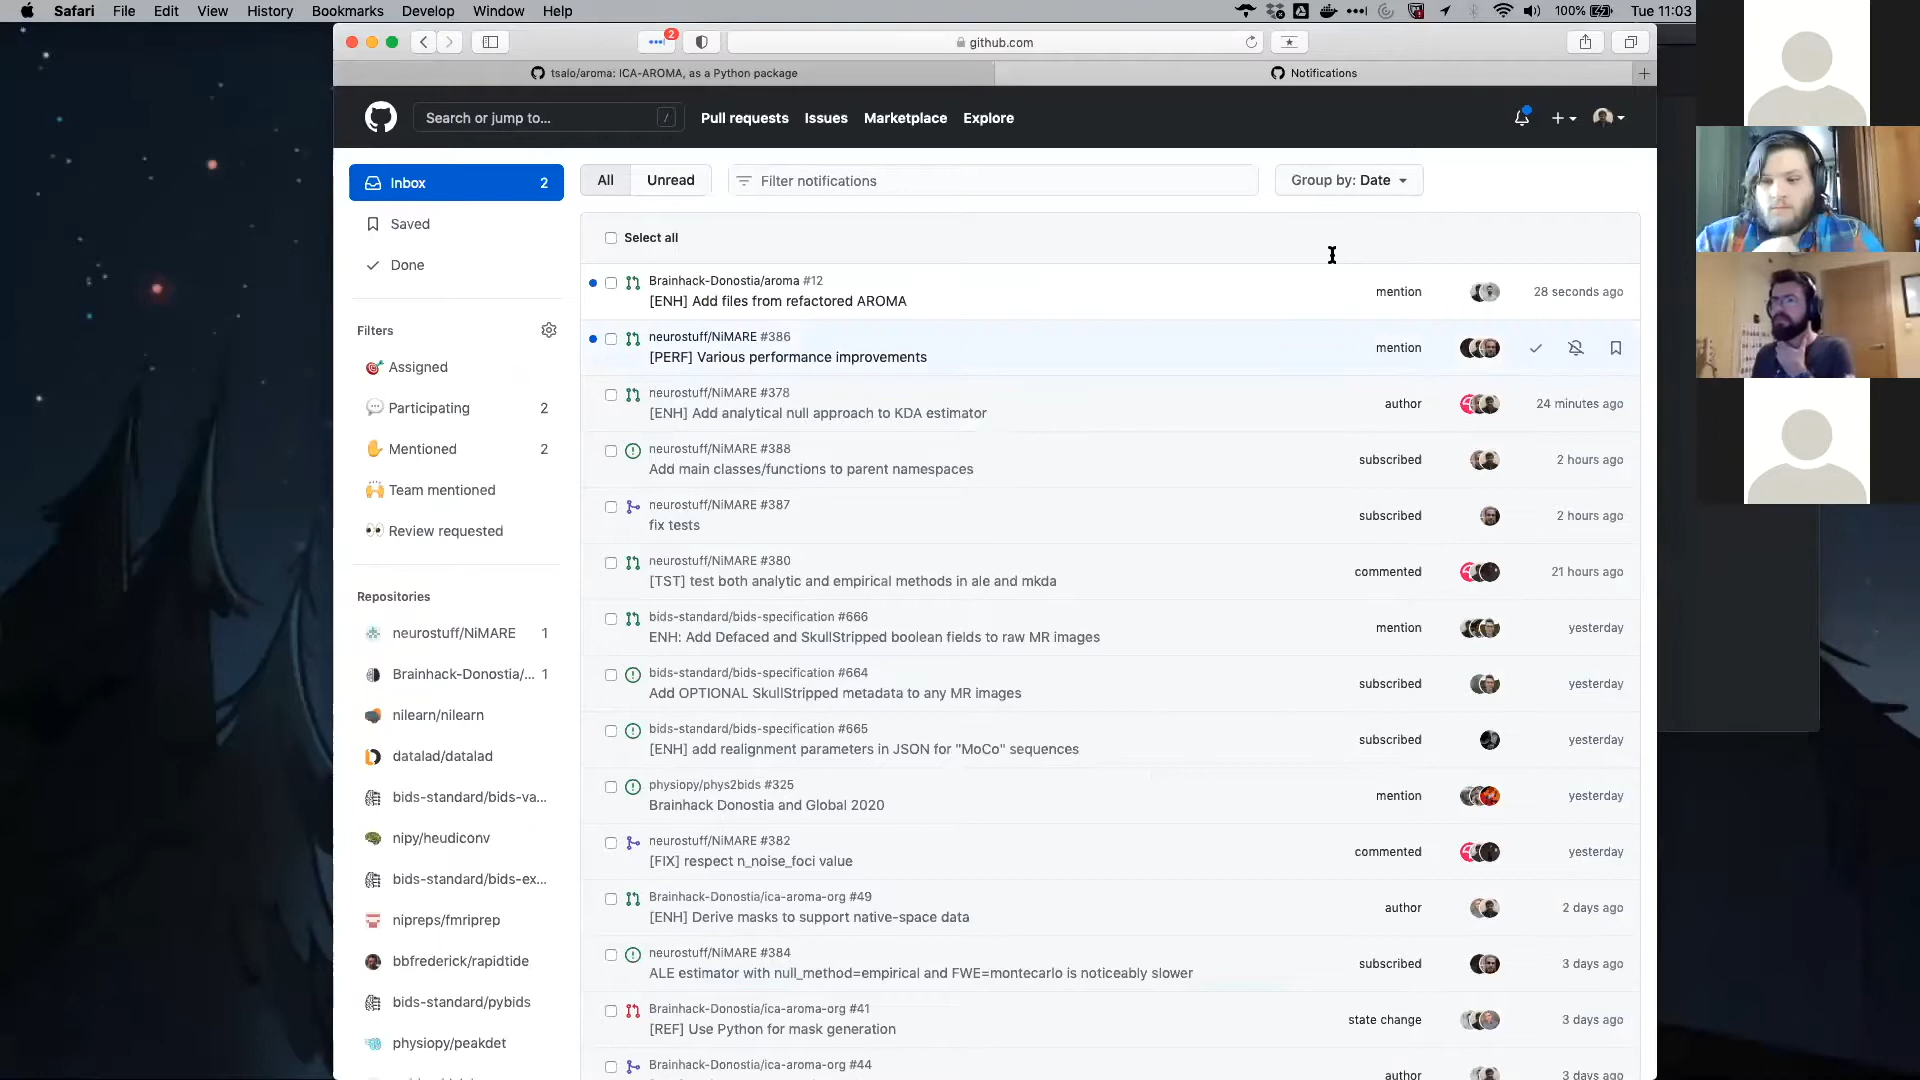 Safari File Edit View History Bookmarks Develop Window Help 100% Tue 11:03
2 github.com
tsalo/aroma: ICA-AROMA, as a Python package Notifications
Search or jump to... / Pull requests Issues Marketplace Explore
Inbox 2
Saved
Done
Filters
Assigned
Participating 2
Mentioned 2
Team mentioned
Review requested
Repositories
neurostuff/NiMARE 1
Brainhack-Donostia/... 1
nilearn/nilearn
datalad/datalad
bids-standard/bids-va...
nipy/heudiconv
bids-standard/bids-ex...
nipreps/fmriprep
bbfrederick/rapidtide
bids-standard/pybids
physiopy/peakdet
All Unread Filter notifications Group by: Date
Select all
Brainhack-Donostia/aroma #12
[ENH] Add files from refactored AROMA
mention 28 seconds ago
neurostuff/NiMARE #386
[PERF] Various performance improvements
mention
neurostuff/NiMARE #378
[ENH] Add analytical null approach to KDA estimator
author 24 minutes ago
neurostuff/NiMARE #388
Add main classes/functions to parent namespaces
subscribed 2 hours ago
neurostuff/NiMARE #387
fix tests
subscribed 2 hours ago
neurostuff/NiMARE #380
[TST] test both analytic and empirical methods in ale and mkda
commented 21 hours ago
bids-standard/bids-specification #666
ENH: Add Defaced and SkullStripped boolean fields to raw MR images
mention yesterday
bids-standard/bids-specification #664
Add OPTIONAL SkullStripped metadata to any MR images
subscribed yesterday
bids-standard/bids-specification #665
[ENH] add realignment parameters in JSON for "MoCo" sequences
subscribed yesterday
physiopy/phys2bids #325
Brainhack Donostia and Global 2020
mention yesterday
neurostuff/NiMARE #382
[FIX] respect n_noise_foci value
commented yesterday
Brainhack-Donostia/ica-aroma-org #49
[ENH] Derive masks to support native-space data
author 2 days ago
neurostuff/NiMARE #384
ALE estimator with null_method=empirical and FWE=montecarlo is noticeably slower
subscribed 3 days ago
Brainhack-Donostia/ica-aroma-org #41
[REF] Use Python for mask generation
state change 3 days ago
Brainhack-Donostia/ica-aroma-org #44
author 3 days ago